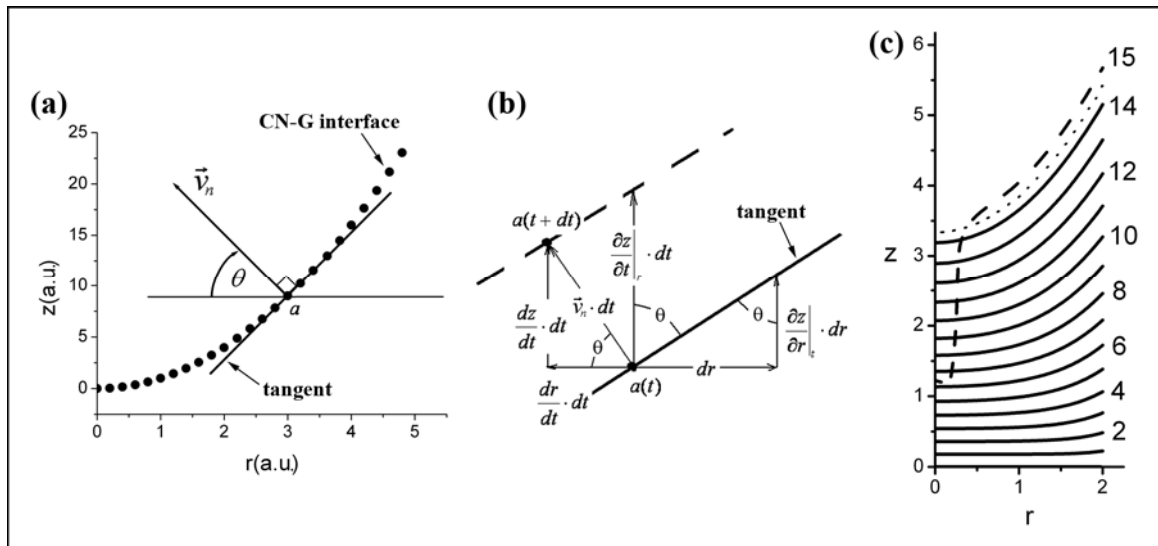 (a)
CN-G interface
v⃗ₙ
θ
a
tangent
z(a.u.)
25
20
15
10
5
0
0 1 2 3 4 5
r(a.u.)
(b)
a(t + dt)
tangent
∂z/∂t|ᵣ · dt
dz/dt · dt
v⃗ₙ · dt
θ
θ
θ
∂z/∂r|ₜ · dr
dr
dr/dt · dt
a(t)
(c)
6
5
4
3
2
1
0
z
15
14
12
10
8
6
4
2
0 1 2
r